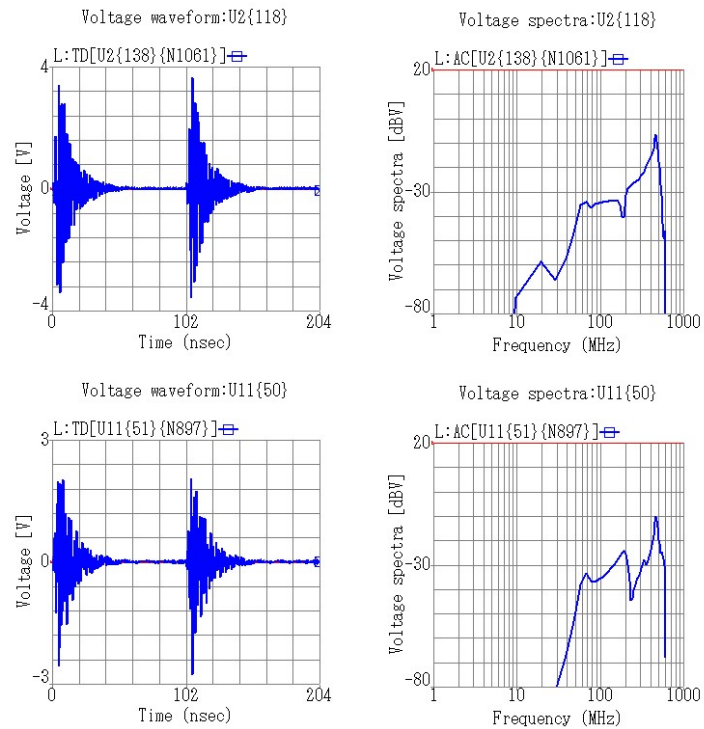 Voltage waveform:U2{118}
L:TD[U2{138}{N1061}]
4
0
-4
Voltage [V]
0 102 204
Time (nsec)
Voltage spectra:U2{118}
L:AC[U2{138}{N1061}]
20
-30
-80
Voltage spectra [dBV]
1 10 100 1000
Frequency (MHz)
Voltage waveform:U11{50}
L:TD[U11{51}{N897}]
3
0
-3
Voltage [V]
0 102 204
Time (nsec)
Voltage spectra:U11{50}
L:AC[U11{51}{N897}]
20
-30
-80
Voltage spectra [dBV]
1 10 100 1000
Frequency (MHz)